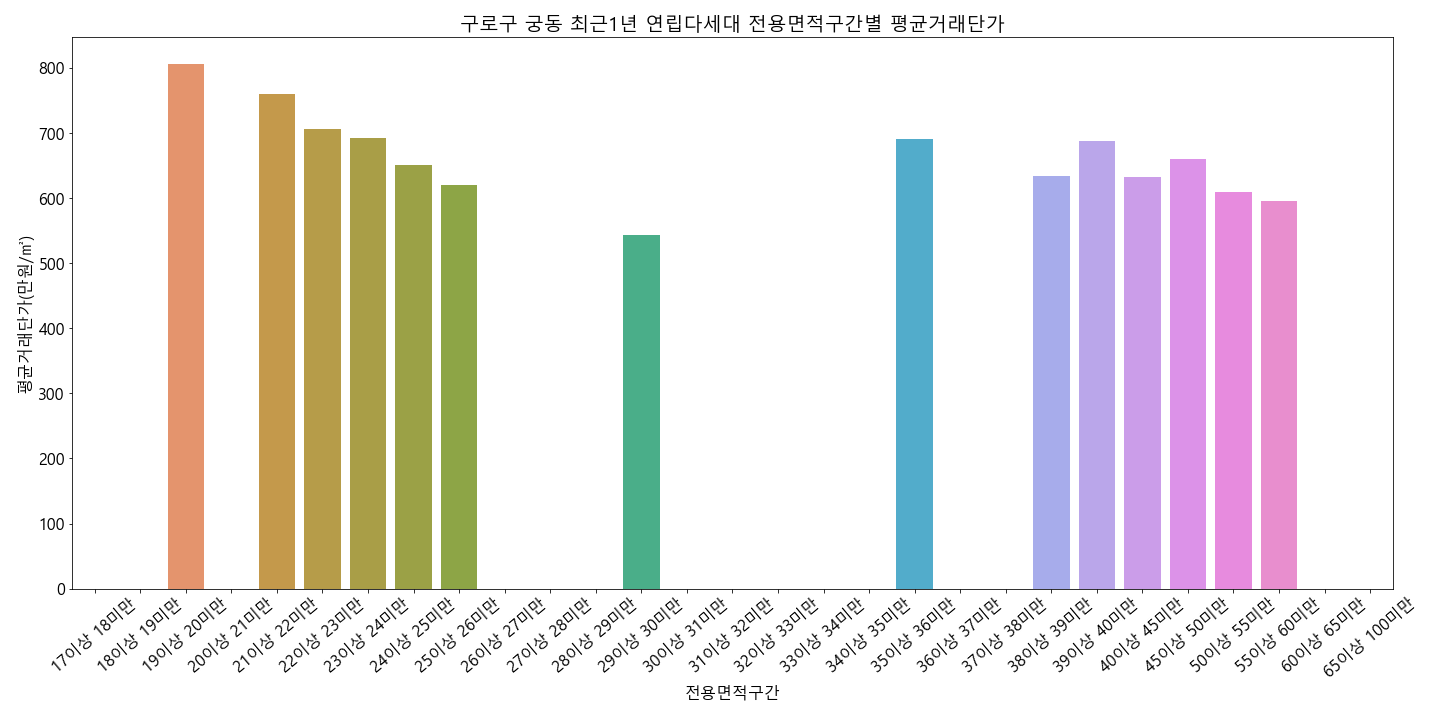 구로구 궁동 최근1년 연립다세대 전용면적구간별 평균거래단가
평균거래단가(만원/㎡)
800
700
600
500
400
300
200
100
0
17이상 18미만
18이상 19미만
19이상 20미만
20이상 21미만
21이상 22미만
22이상 23미만
23이상 24미만
24이상 25미만
25이상 26미만
26이상 27미만
27이상 28미만
28이상 29미만
29이상 30미만
30이상 31미만
31이상 32미만
32이상 33미만
33이상 34미만
34이상 35미만
35이상 36미만
36이상 37미만
37이상 38미만
38이상 39미만
39이상 40미만
40이상 45미만
45이상 50미만
50이상 55미만
55이상 60미만
60이상 65미만
65이상 100미만
전용면적구간